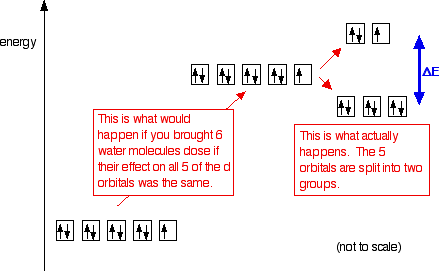 energy
ΔE
This is what would
happen if you brought 6
water molecules close if
their effect on all 5 of the d
orbitals was the same.
This is what actually
happens. The 5
orbitals are split into two
groups.
(not to scale)